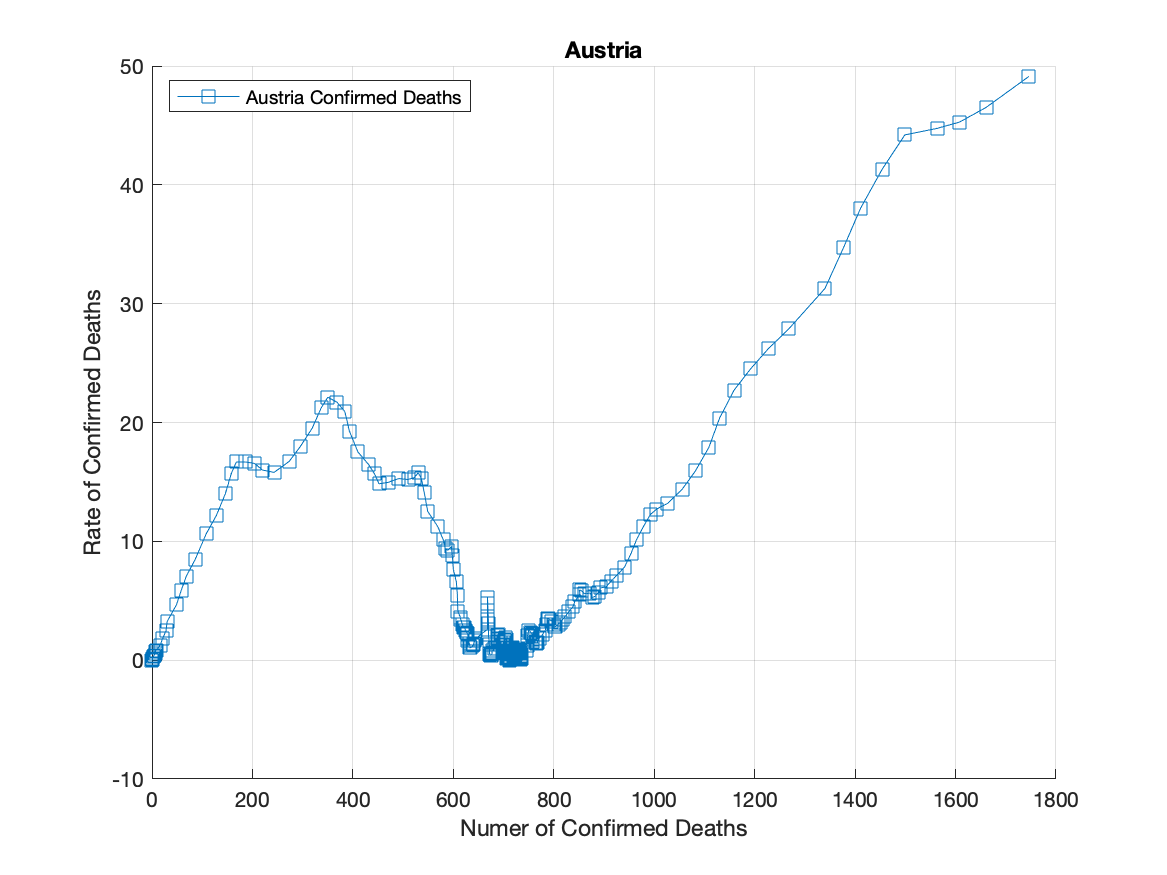 Austria
Austria Confirmed Deaths
50
40
30
20
10
0
-10
Rate of Confirmed Deaths
0 200 400 600 800 1000 1200 1400 1600 1800
Numer of Confirmed Deaths